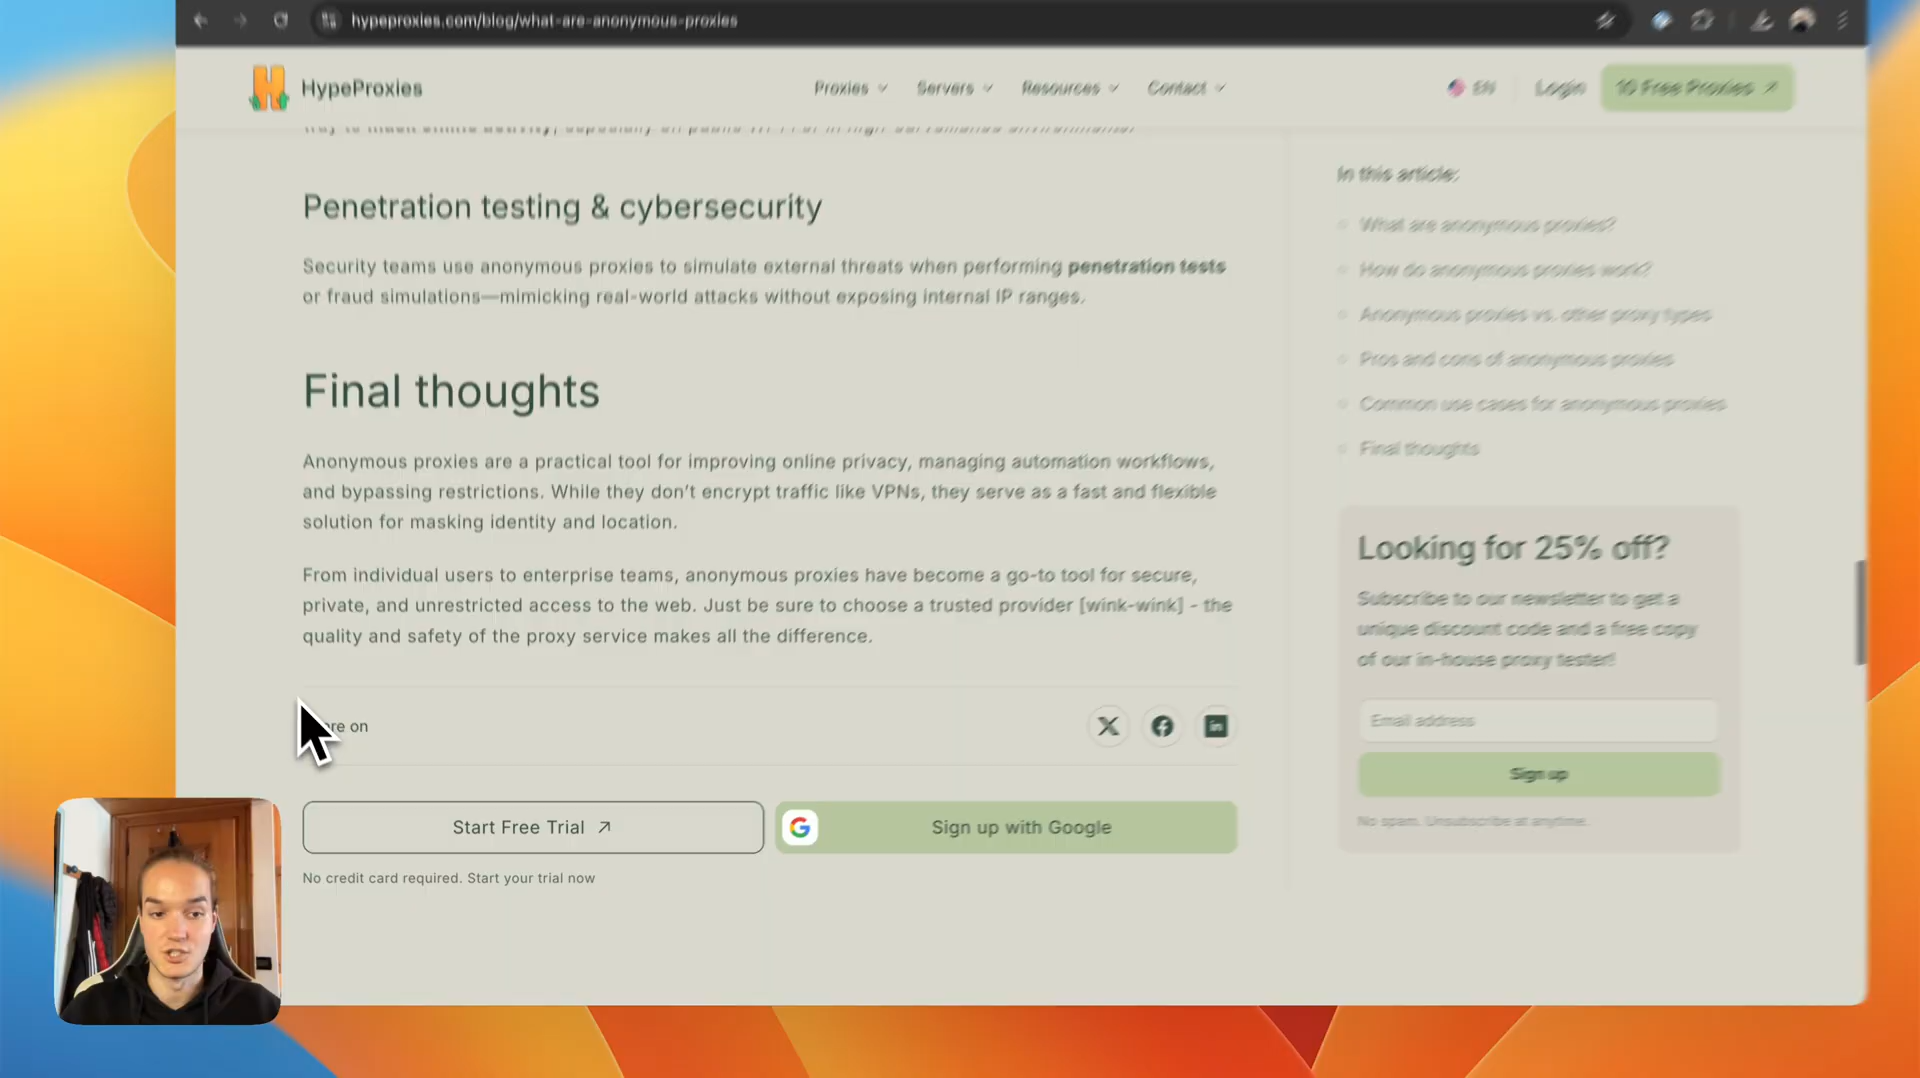 hypeproxies.com/blog/what-are-anonymous-proxies
HypeProxies
Proxies
Servers
Resources
Contact
EN
Login
10 Free Proxies
Penetration testing & cybersecurity
Security teams use anonymous proxies to simulate external threats when performing penetration tests
or fraud simulations—mimicking real-world attacks without exposing internal IP ranges.
Final thoughts
Anonymous proxies are a practical tool for improving online privacy, managing automation workflows,
and bypassing restrictions. While they don’t encrypt traffic like VPNs, they serve as a fast and flexible
solution for masking identity and location.
From individual users to enterprise teams, anonymous proxies have become a go-to tool for secure,
private, and unrestricted access to the web. Just be sure to choose a trusted provider [wink-wink] - the
quality and safety of the proxy service makes all the difference.
on
Start Free Trial
Sign up with Google
No credit card required. Start your trial now
In this article:
What are anonymous proxies?
How do anonymous proxies work?
Anonymous proxies vs. other proxy types
Pros and cons of anonymous proxies
Common use cases for anonymous proxies
Final thoughts
Looking for 25% off?
Subscribe to our newsletter to get a
unique discount code and a free copy
of our in-house proxy tester!
Email address
Sign up
No spam. Unsubscribe at anytime.